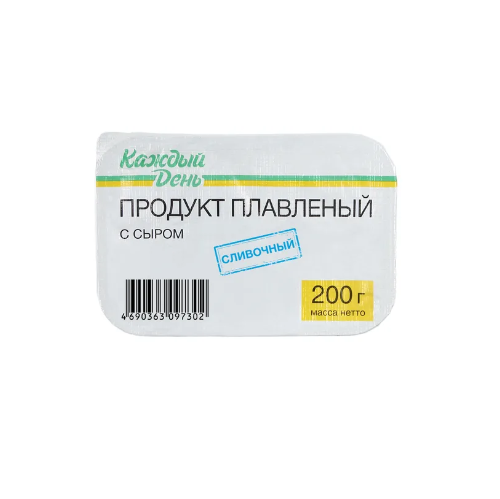 Каждый
День
ПРОДУКТ ПЛАВЛЕНЫЙ
С СЫРОМ
СЛИВОЧНЫЙ
200 г
масса нетто
4 690363 097302